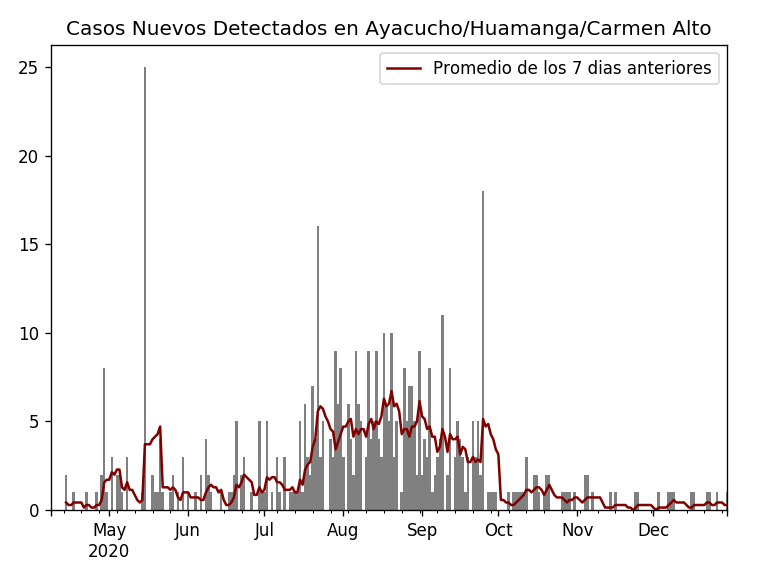 Casos Nuevos Detectados en Ayacucho/Huamanga/Carmen Alto
Promedio de los 7 dias anteriores
25
20
15
10
5
0
May Jun Jul Aug Sep Oct Nov Dec
2020